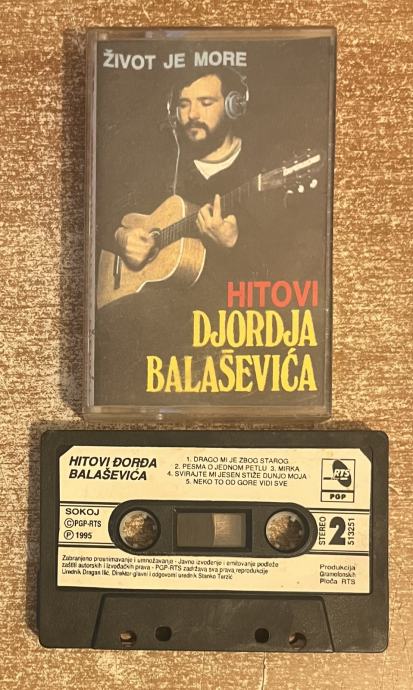 ŽIVOT JE MORE
HITOVI
DJORDJA
BALAŠEVIĆA
HITOVI ĐORĐA
BALAŠEVIĆA
1. DRAGO MI JE ZBOG STAROG
2. PESMA O JEDNOM PETLU 3. MIRKA
4. SVIRAJTE MI JESEN STIŽE DUNJO MOJA
5. NEKO TO OD GORE VIDI SVE
RTS
PGP
SOKOJ
Ⓒ PGP-RTS
Ⓟ 1995
STEREO
2
513251
Zabranjeno presnimavanje i umnožavanje - Javno izvođenje i emitovanje podleže
zaštiti autorskih i izvođačkih prava - PGP-RTS zadržava sva prava reprodukcije
Urednik Dragan Ilić, Direktor glavni i odgovorni urednik Stanko Terzić
Produkcija
Gramofonskih
Ploča RTS